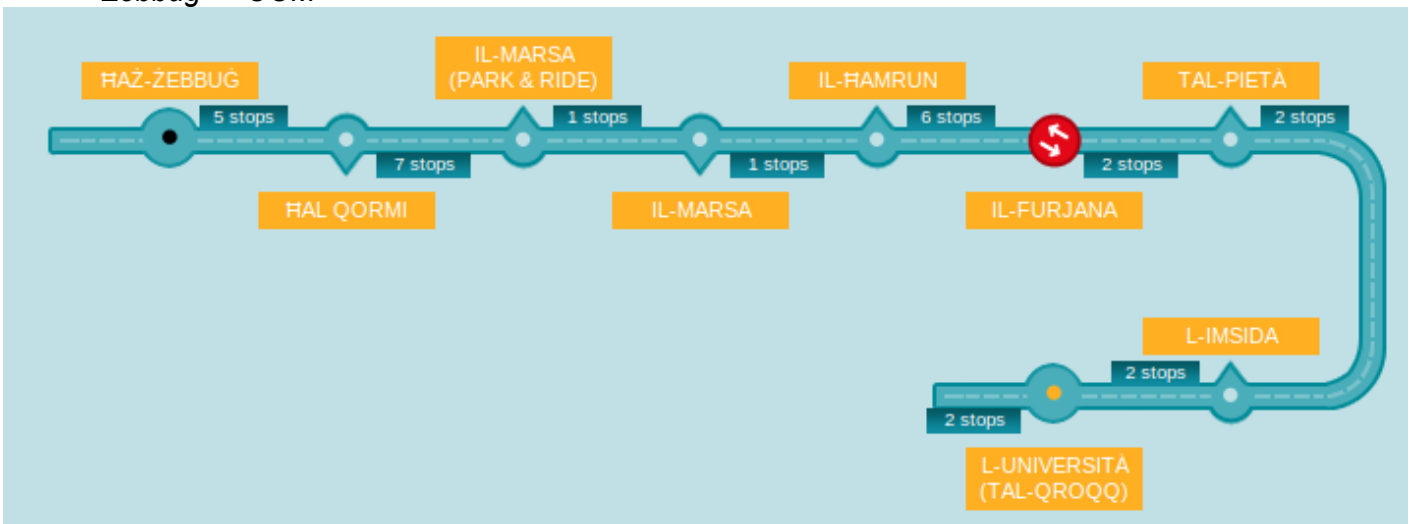 ĦAŻ-ŻEBBUĠ
5 stops
ĦAL QORMI
7 stops
IL-MARSA
(PARK & RIDE)
1 stops
IL-MARSA
1 stops
IL-ĦAMRUN
6 stops
IL-FURJANA
2 stops
TAL-PIETÀ
2 stops
L-IMSIDA
2 stops
L-UNIVERSITÀ
(TAL-QROQQ)
2 stops